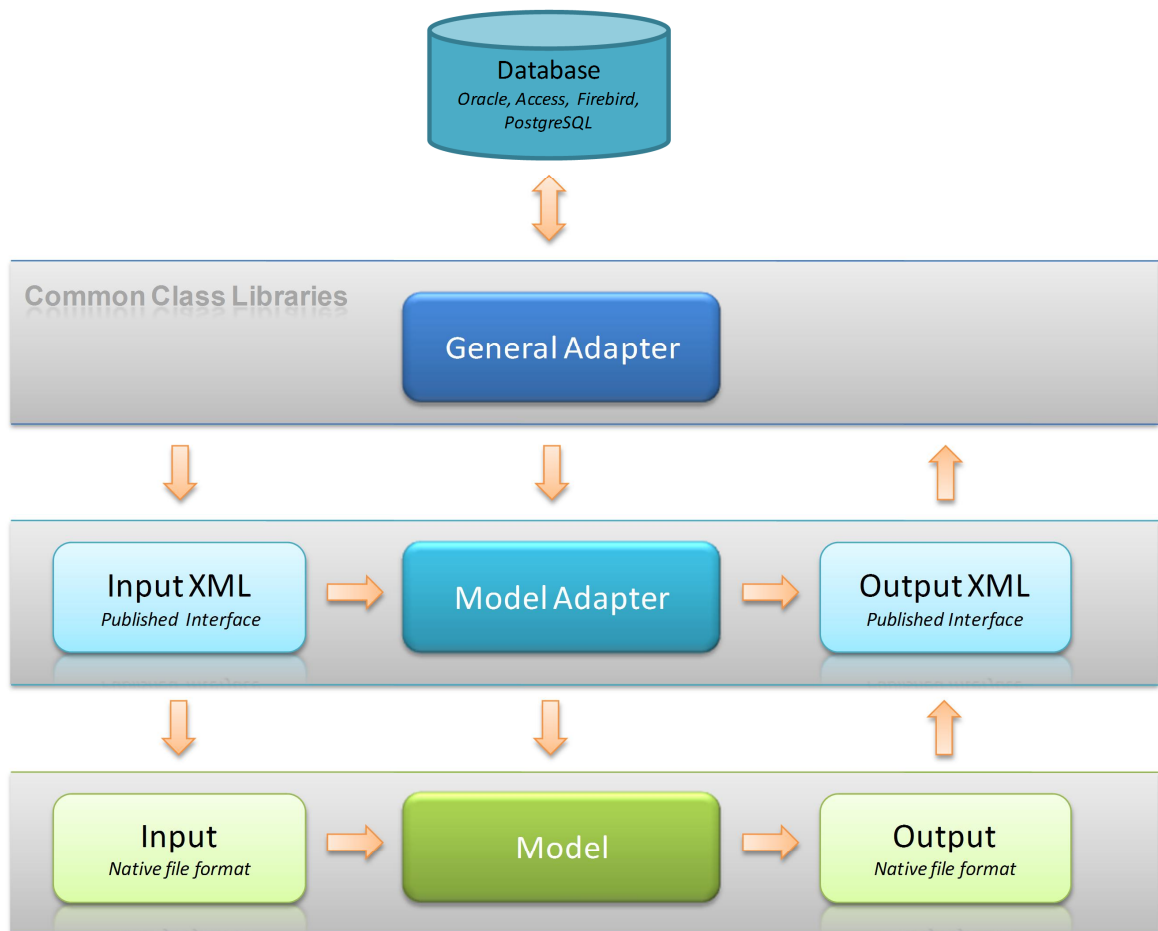 Database
Oracle, Access, Firebird,
PostgreSQL
Common Class Libraries
General Adapter
Input XML
Published Interface
Model Adapter
Output XML
Published Interface
Input
Native file format
Model
Output
Native file format